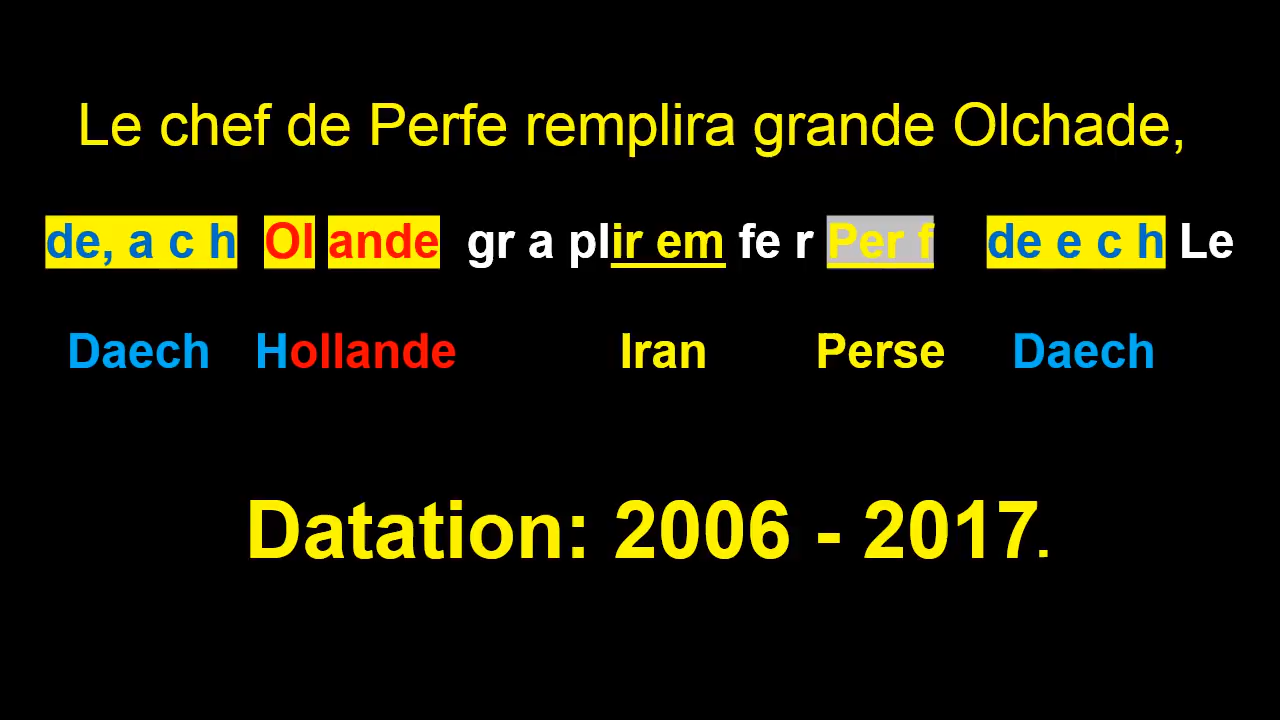 Le chef de Perfe remplira grande Olchade,
de, a c h Ol ande gr a plir em fe r Per f de e c h Le
Daech Hollande Iran Perse Daech
Datation: 2006 - 2017.